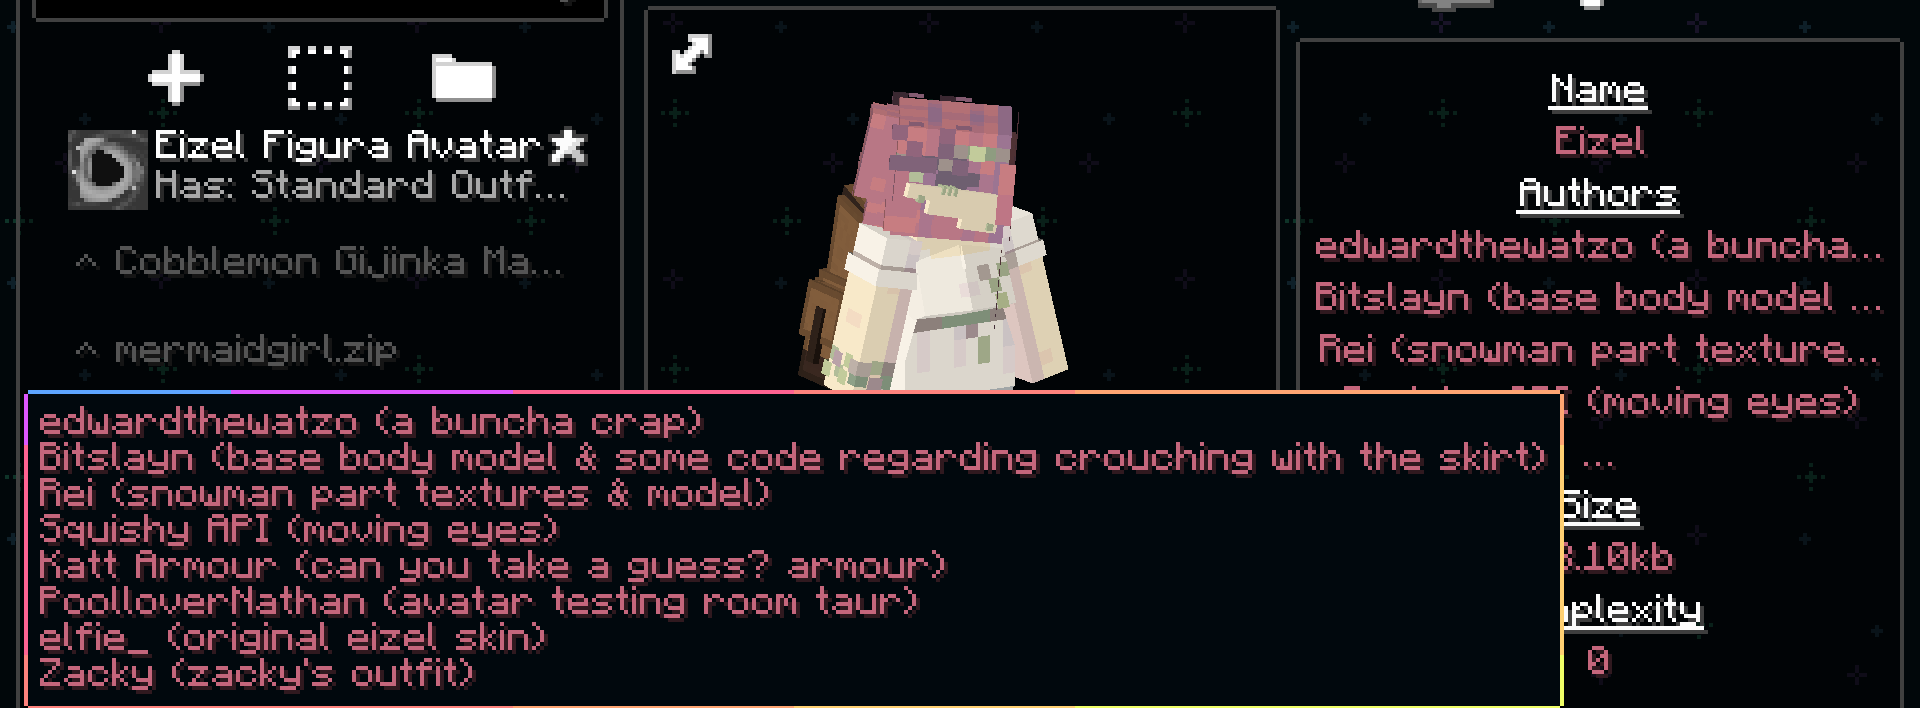 Eizel Figura Avatar
Has: Standard Outf...
^ Cobblemon Gijinka Ma...
^ mermaidgirl.zip
Name
Eizel
Authors
edwardthewatzo (a buncha...
Bitslayn (base body model ...
Rei (snowman part texture...
(moving eyes)
...
Size
.10kb
plexity
0
edwardthewatzo (a buncha crap)
Bitslayn (base body model & some code regarding crouching with the skirt)
Rei (snowman part textures & model)
Squishy API (moving eyes)
Katt Armour (can you take a guess? armour)
PoolloverNathan (avatar testing room taur)
elfie_ (original eizel skin)
Zacky (zacky's outfit)